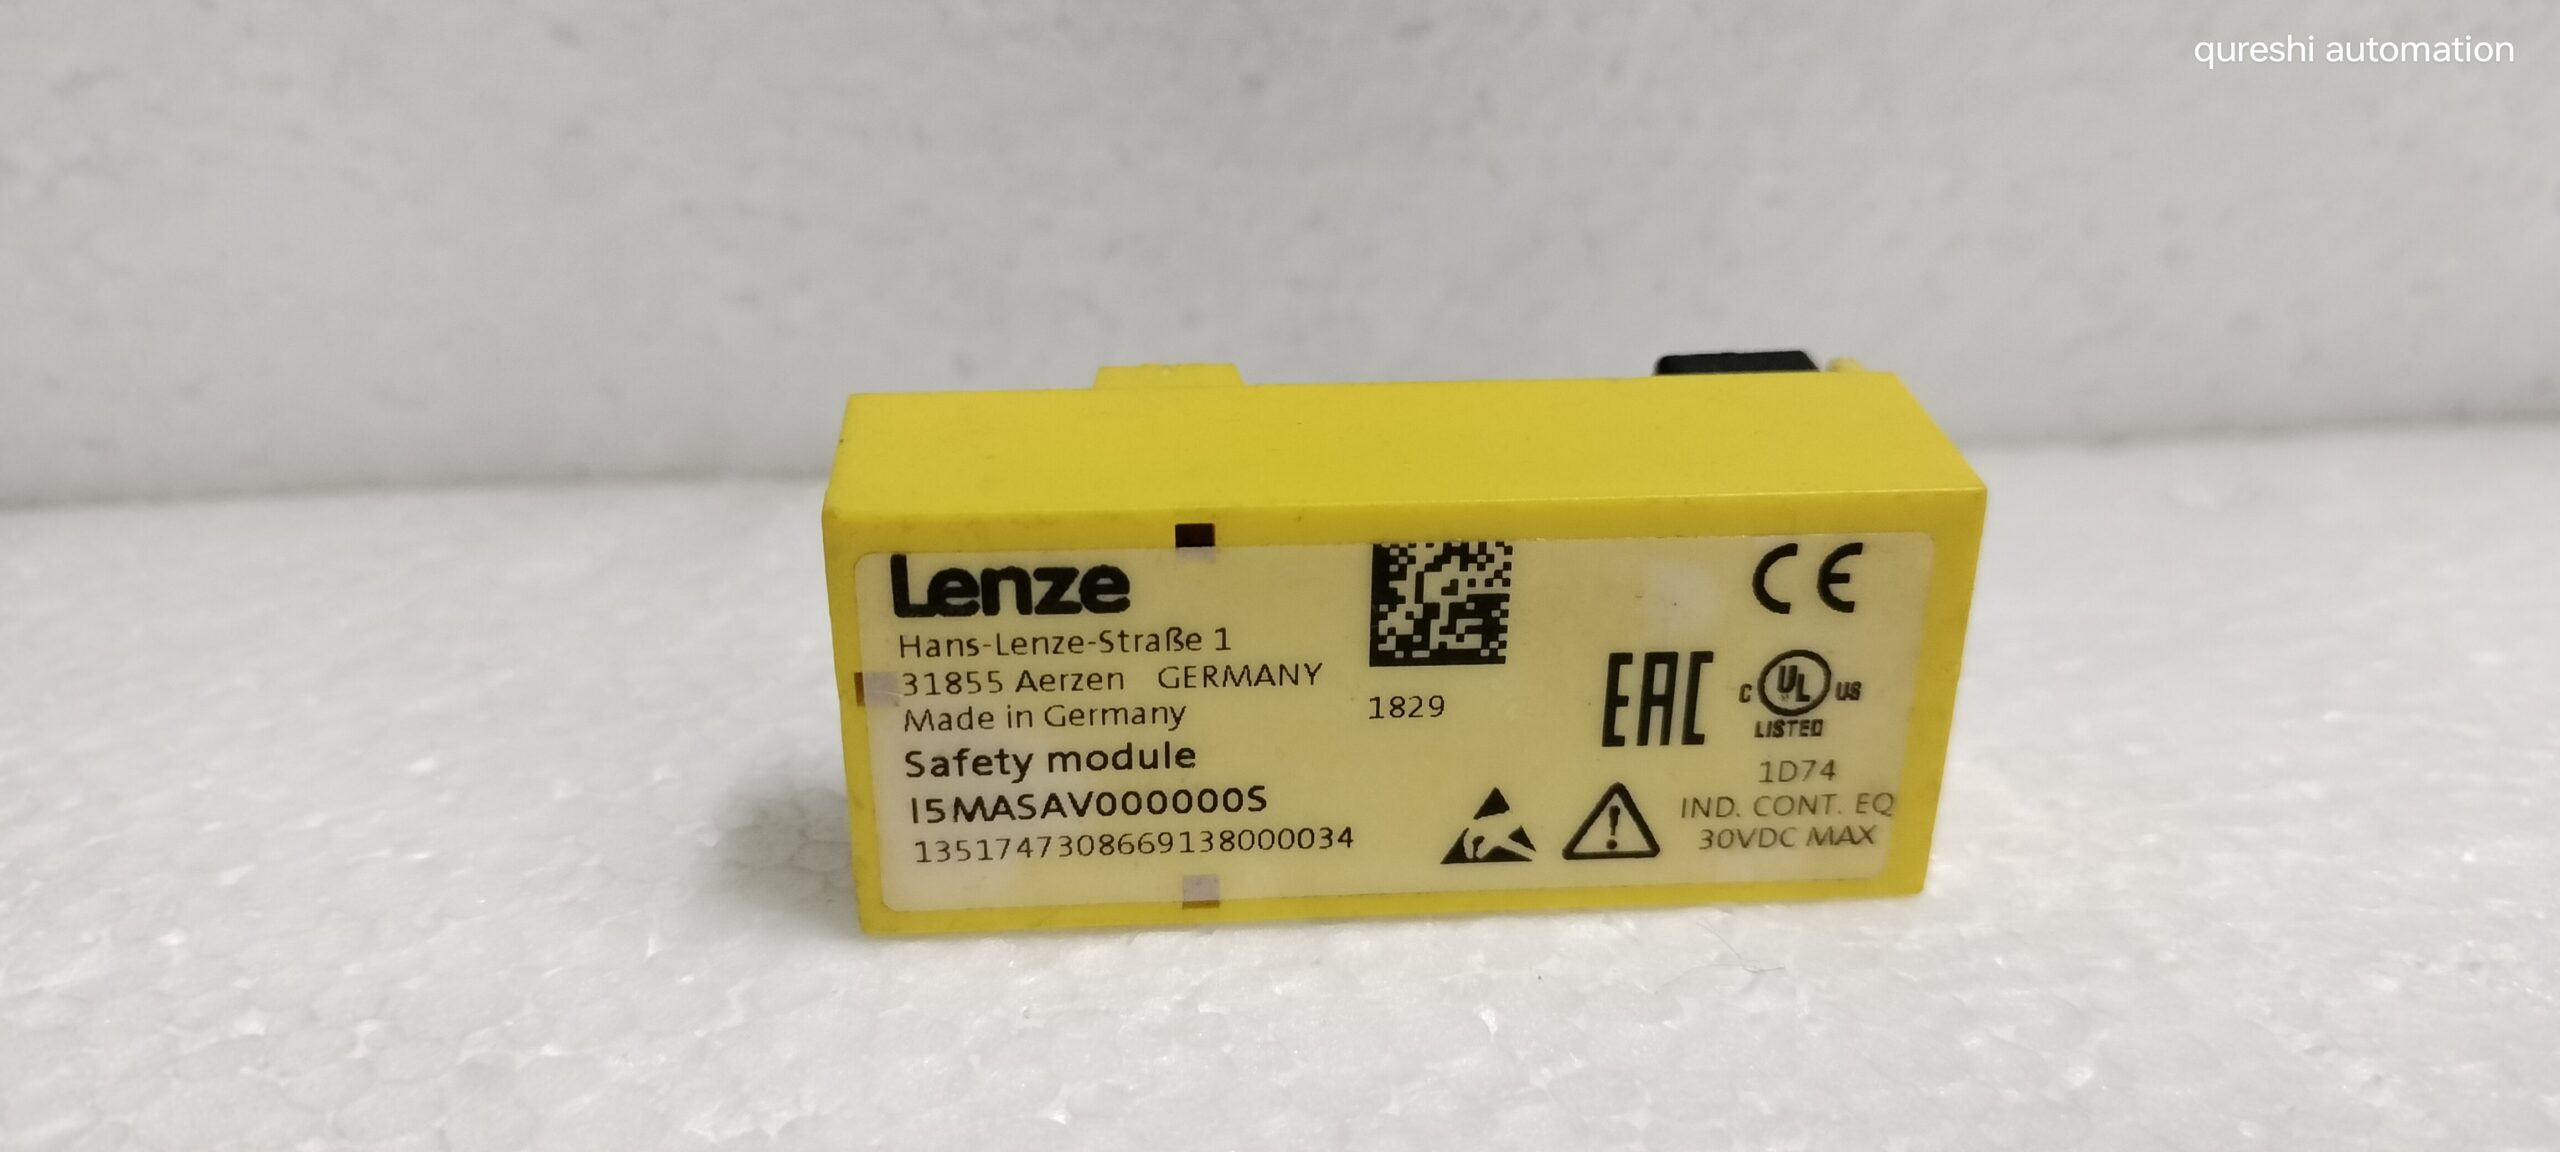 qureshi automation
Lenze
Hans-Lenze-Straße 1
31855 Aerzen GERMANY
Made in Germany
Safety module
I5MASAV000000S
1351747308669138000034
1829
CE
EAC
C UL US
LISTED
1D74
IND. CONT. EQ
30VDC MAX